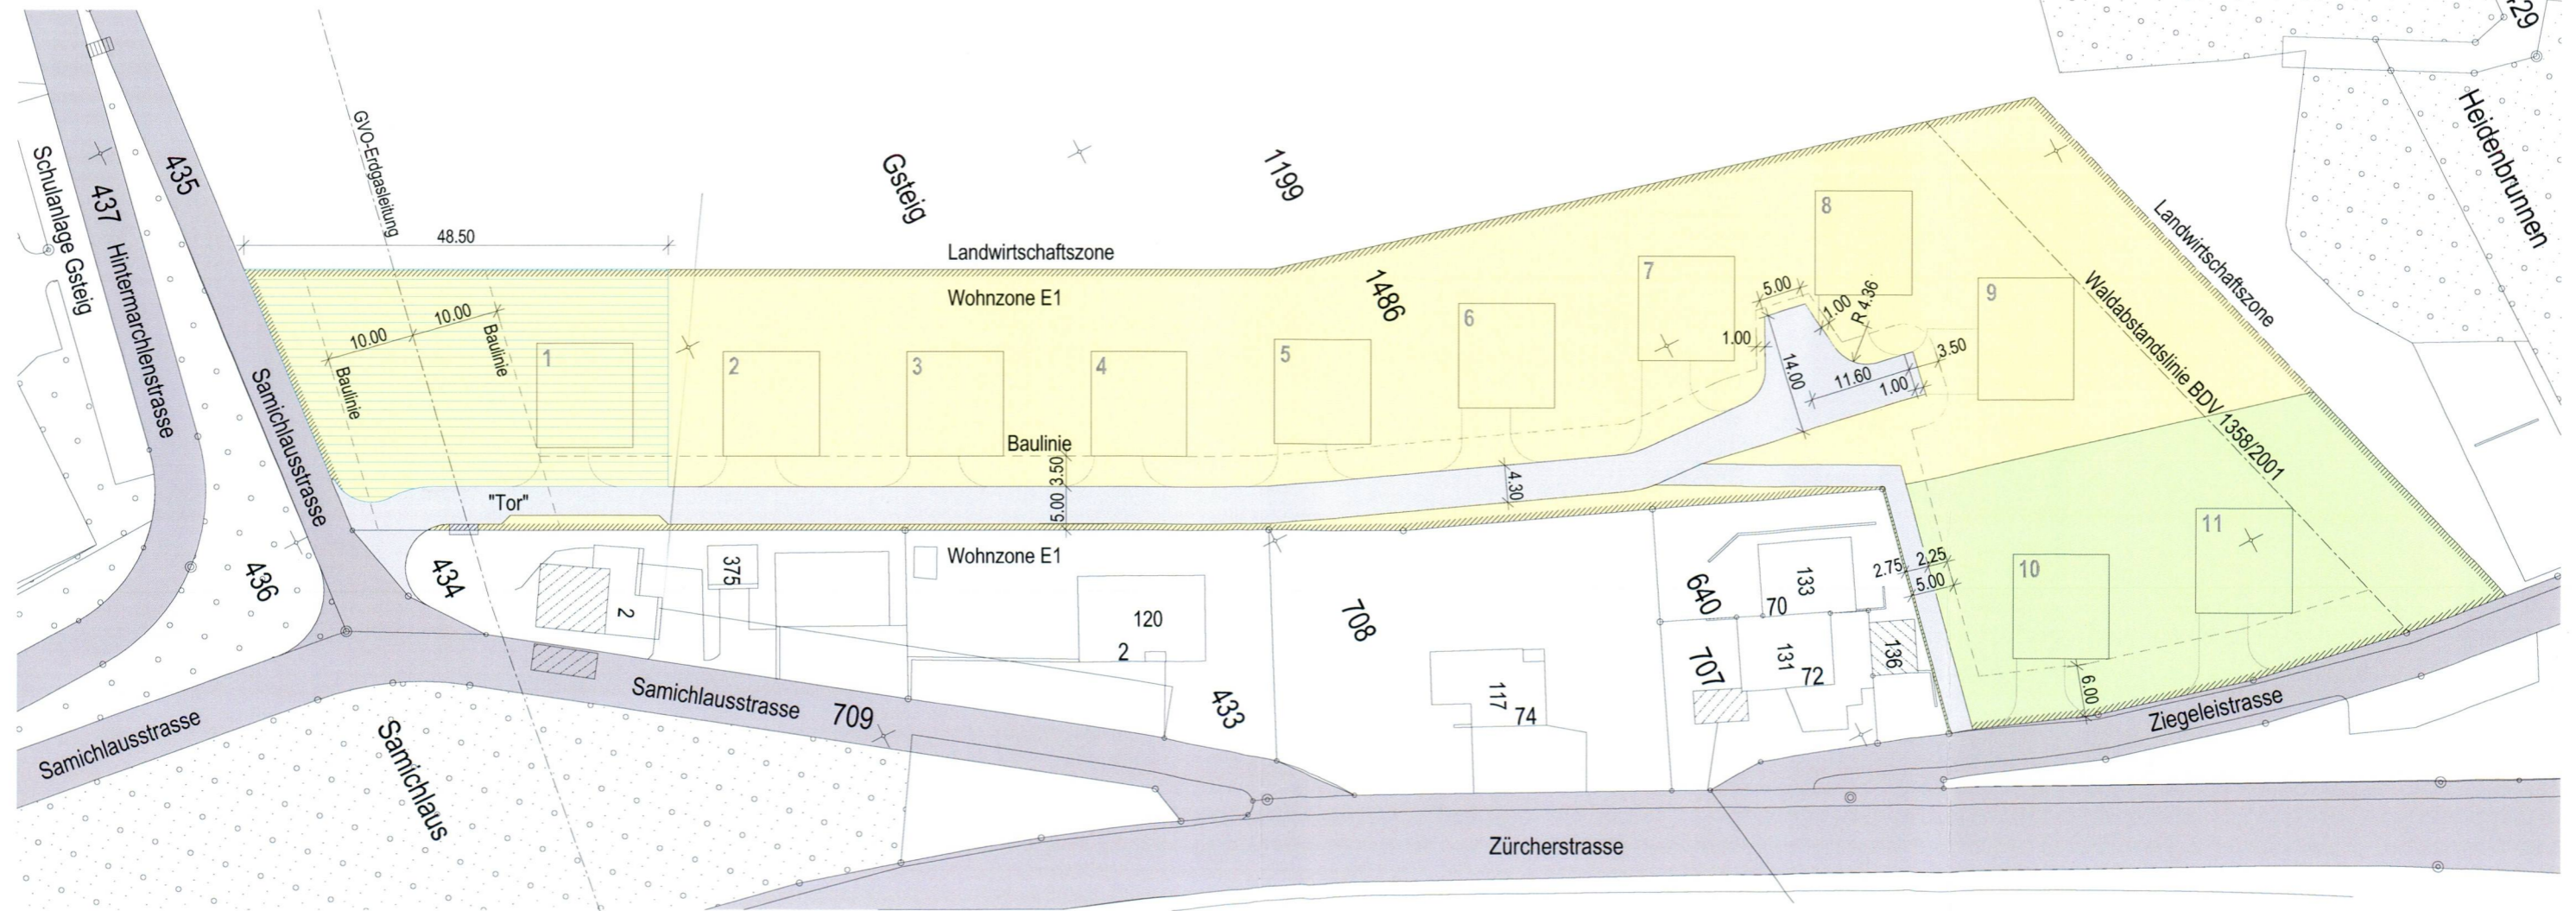 429
Heidenbrunnen
Schulanlage Gsteig
437
Hintermarchlenstrasse
435
GVO-Erdgasleitung
Gsteig
1199
48.50
Landwirtschaftszone
Wohnzone E1
1486
Landwirtschaftszone
Waldabstandslinie BDV 1358/2001
10.00
10.00
Baulinie
Baulinie
Samichlausstrasse
1
2
3
4
5
6
7
8
9
5.00
1.00
R 4.36
1.00
14.00
11.60
1.00
3.50
Baulinie
3.50
5.00
4.30
"Tor"
436
434
2
375
Wohnzone E1
120
2
433
708
117
74
640
707
133
70
131
72
136
2.75
2.25
5.00
10
11
6.00
Samichlausstrasse
Samichlausstrasse
709
Samichlaus
Ziegeleistrasse
Zürcherstrasse